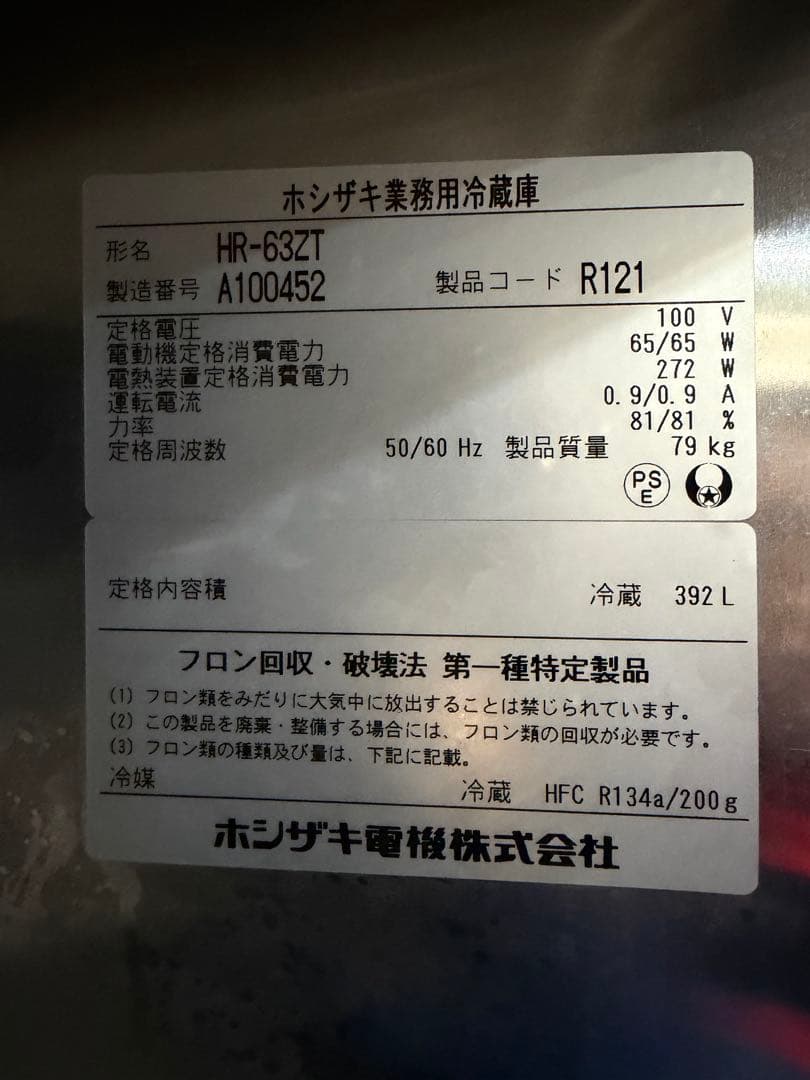 ホシザキ業務用冷蔵庫
形名 HR-63ZT
製造番号 A100452 製品コード R121
定格電圧 100 V
電動機定格消費電力 65/65 W
電熱装置定格消費電力 272 W
運転電流 0.9/0.9 A
力率 81/81 %
定格周波数 50/60 Hz 製品質量 79 kg
PS
E
定格内容積 冷蔵 392 L
フロン回収・破壊法 第一種特定製品
(1) フロン類をみだりに大気中に放出することは禁じられています。
(2) この製品を廃棄・整備する場合には、フロン類の回収が必要です。
(3) フロン類の種類及び量は、下記に記載。
冷媒 冷蔵 HFC R134a/200g
ホシザキ電機株式会社